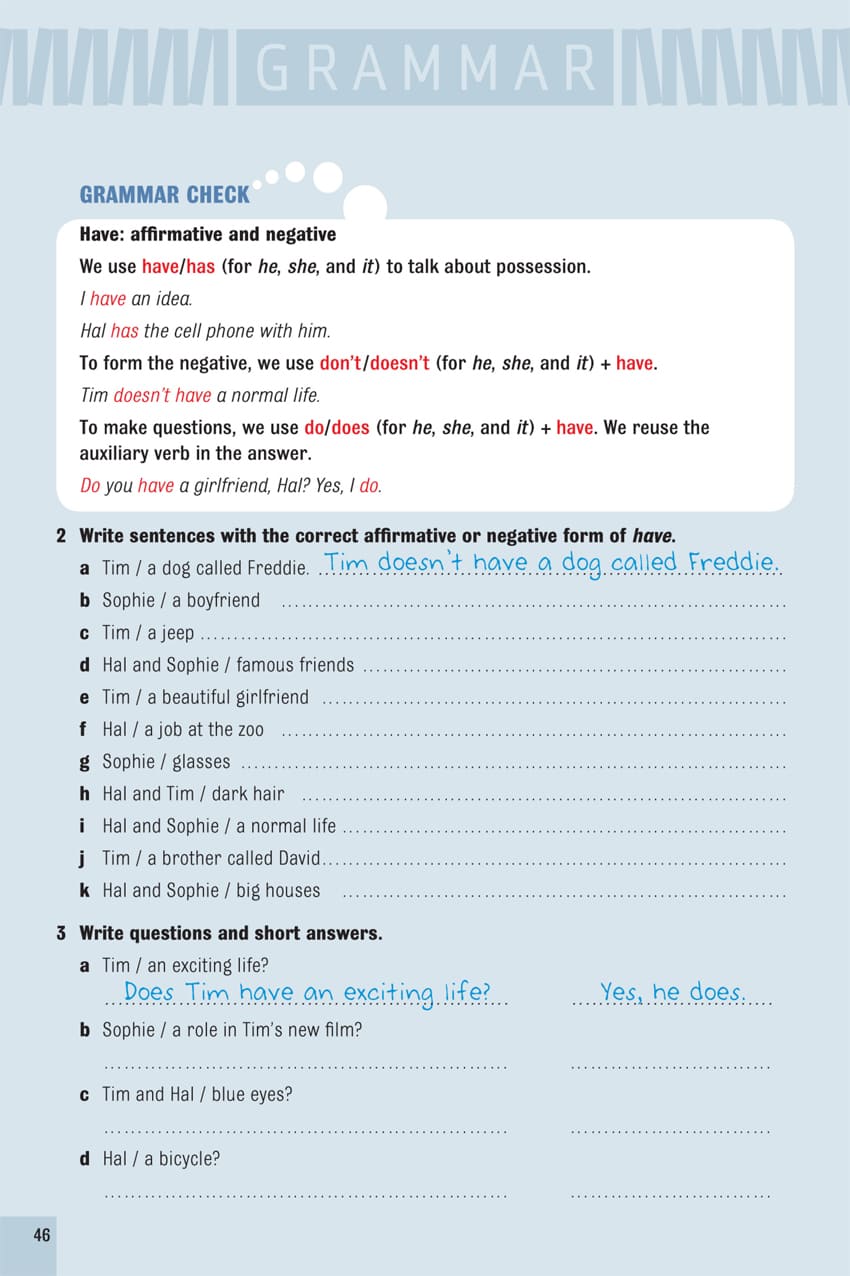 GRAMMAR
GRAMMAR CHECK
Have: affirmative and negative
We use have/has (for he, she, and it) to talk about possession.
I have an idea.
Hal has the cell phone with him.
To form the negative, we use don't/doesn't (for he, she, and it) + have.
Tim doesn't have a normal life.
To make questions, we use do/does (for he, she, and it) + have. We reuse the
auxiliary verb in the answer.
Do you have a girlfriend, Hal? Yes, I do.
2 Write sentences with the correct affirmative or negative form of have.
a Tim / a dog called Freddie. Tim doesn't have a dog called Freddie.
b Sophie / a boyfriend
c Tim / a jeep
d Hal and Sophie / famous friends
e Tim / a beautiful girlfriend
f Hal / a job at the zoo
g Sophie / glasses
h Hal and Tim / dark hair
i Hal and Sophie / a normal life
j Tim / a brother called David
k Hal and Sophie / big houses
3 Write questions and short answers.
a Tim / an exciting life?
Does Tim have an exciting life? Yes, he does.
b Sophie / a role in Tim's new film?
c Tim and Hal / blue eyes?
d Hal / a bicycle?
46